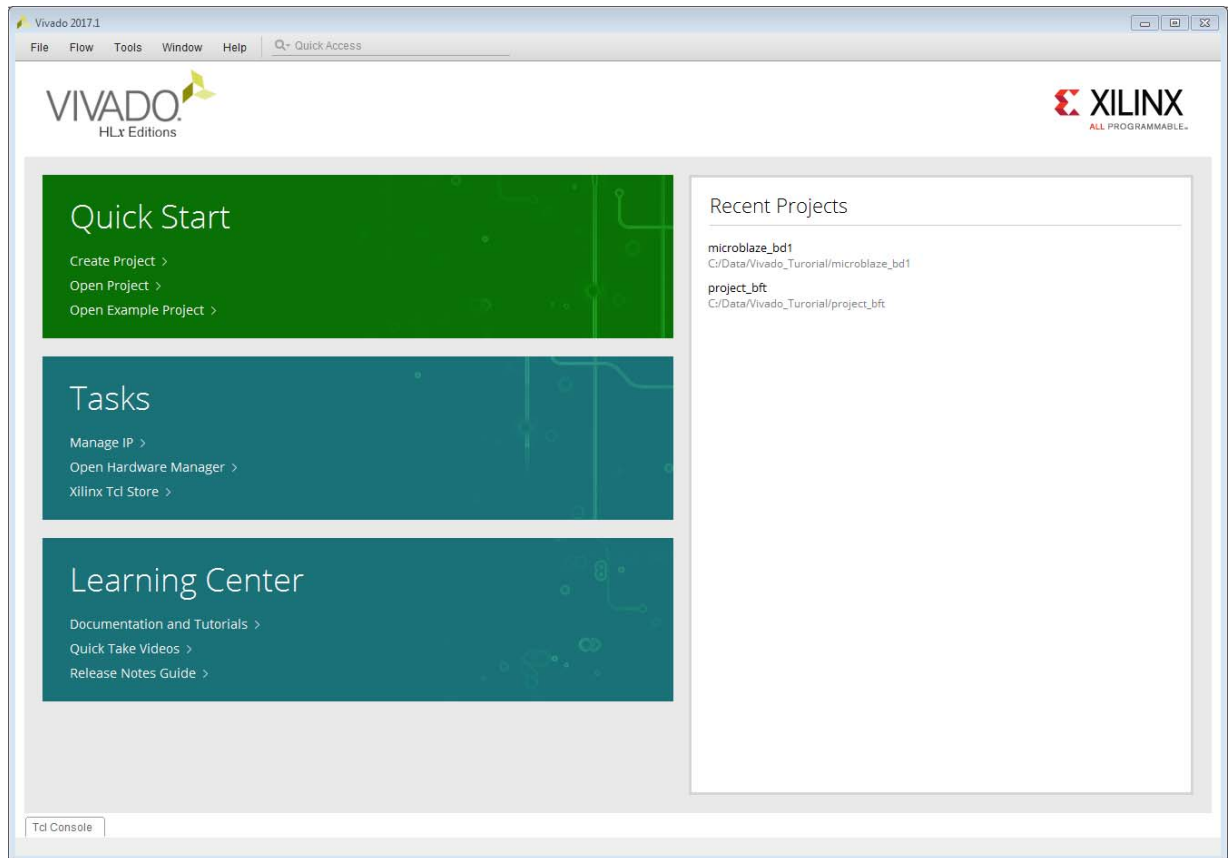 Vivado 2017.1
File Flow Tools Window Help Quick Access
VIVADO.
HLx Editions
XILINX
ALL PROGRAMMABLE™
Quick Start
Create Project >
Open Project >
Open Example Project >
Tasks
Manage IP >
Open Hardware Manager >
Xilinx Tcl Store >
Learning Center
Documentation and Tutorials >
Quick Take Videos >
Release Notes Guide >
Recent Projects
microblaze_bd1
C:/Data/Vivado_Turorial/microblaze_bd1
project_bft
C:/Data/Vivado_Turorial/project_bft
Tcl Console